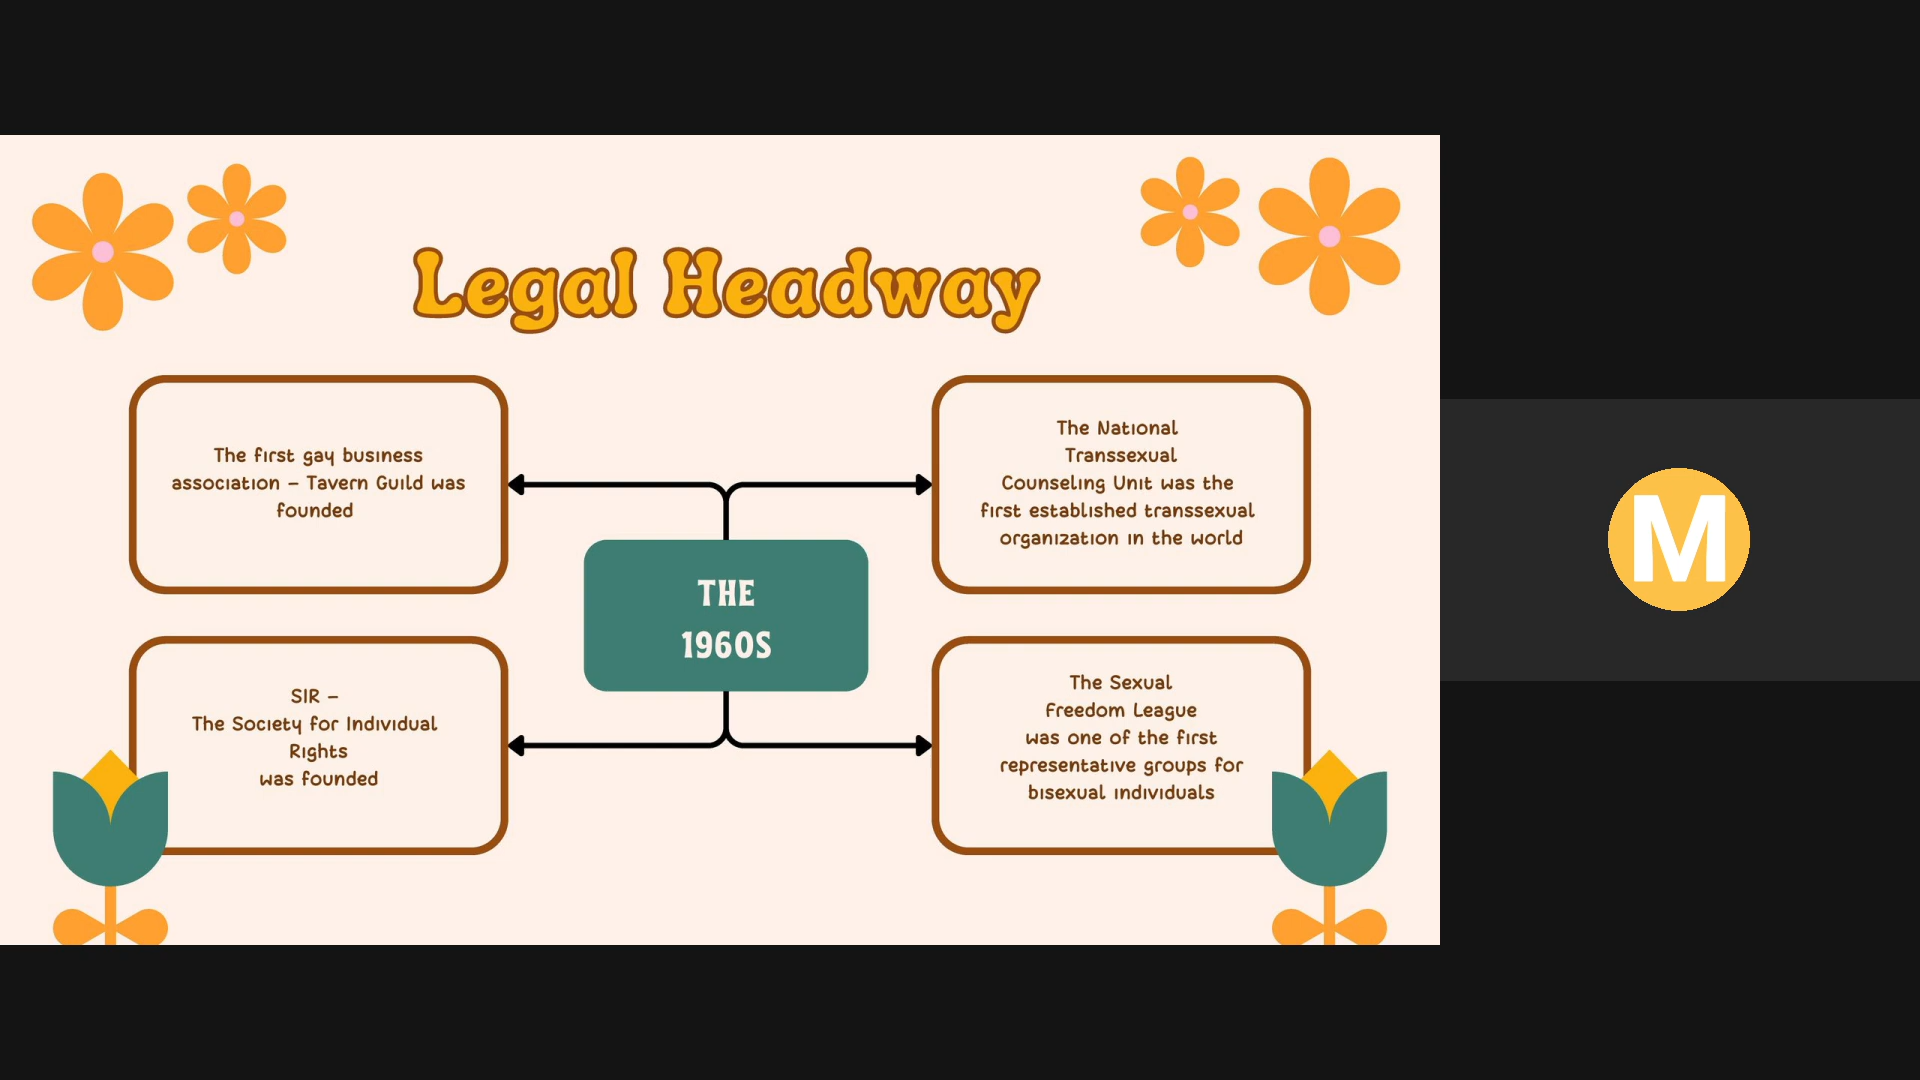 Legal Headway
The first gay business
association – Tavern Guild was
founded
The National
Transsexual
Counseling Unit was the
first established transsexual
organization in the world
THE
1960S
SIR –
The Society for Individual
Rights
was founded
The Sexual
Freedom League
was one of the first
representative groups for
bisexual individuals
M